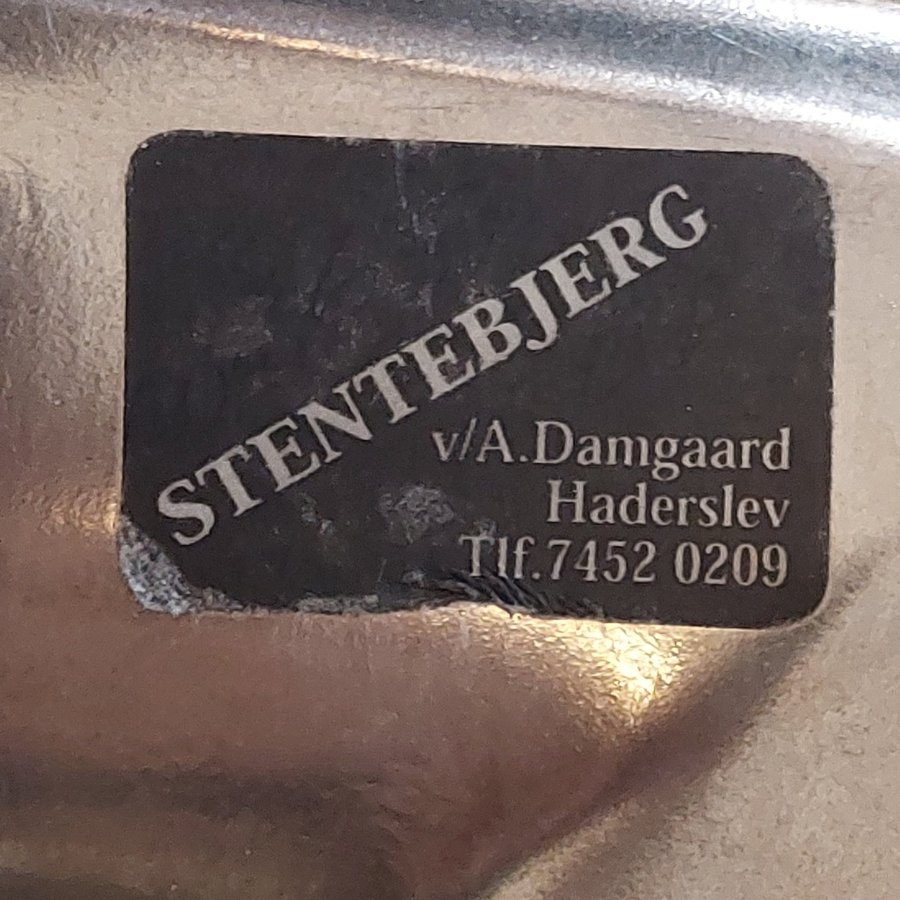 STENTEBJERG
v/A.Damgaard
Haderslev
Tlf.7452 0209